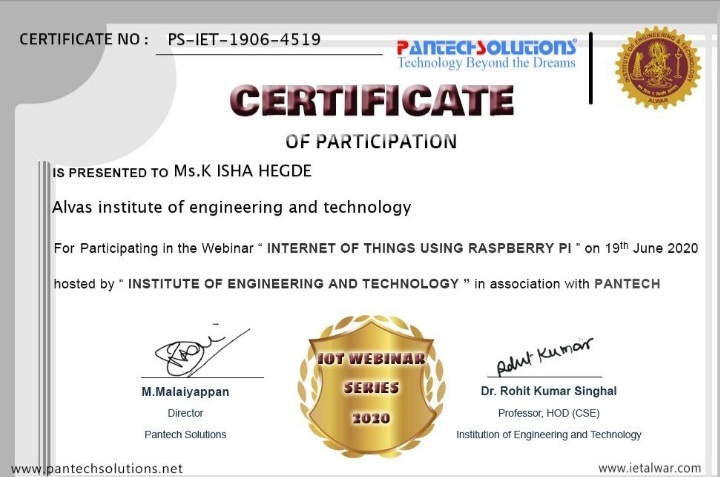 CERTIFICATE NO : PS-IET-1906-4519
PANTECHSOLUTIONS
Technology Beyond the Dreams
INSTITUTE OF ENGINEERING & TECHNOLOGY
ALWAR
CERTIFICATE
OF PARTICIPATION
IS PRESENTED TO Ms.K ISHA HEGDE
Alvas institute of engineering and technology
For Participating in the Webinar “ INTERNET OF THINGS USING RASPBERRY PI ” on 19th June 2020
hosted by “ INSTITUTE OF ENGINEERING AND TECHNOLOGY ” in association with PANTECH
IOT WEBINAR
SERIES
2020
Rohit Kumar
M.Malaiyappan
Director
Pantech Solutions
Dr. Rohit Kumar Singhal
Professor, HOD (CSE)
Institution of Engineering and Technology
www.pantechsolutions.net
www.ietalwar.com